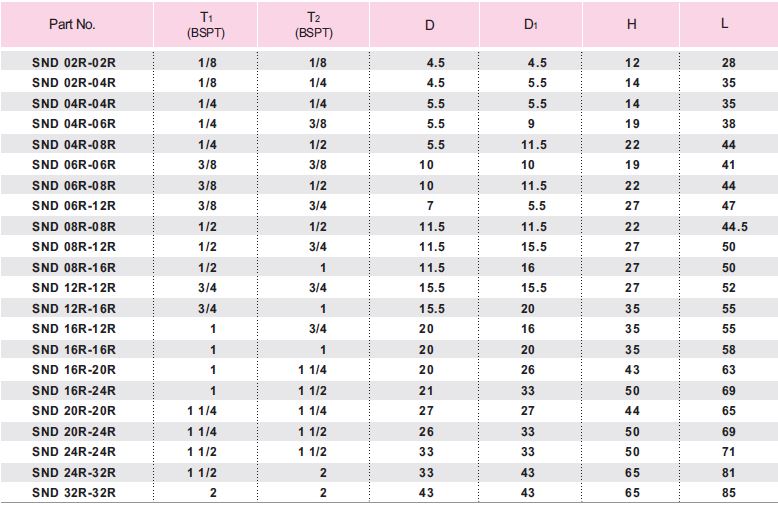 Part No. T1 (BSPT) T2 (BSPT) D D1 H L
SND 02R-02R 1/8 1/8 4.5 4.5 12 28
SND 02R-04R 1/8 1/4 4.5 5.5 14 35
SND 04R-04R 1/4 1/4 5.5 5.5 14 35
SND 04R-06R 1/4 3/8 5.5 9 19 38
SND 04R-08R 1/4 1/2 5.5 11.5 22 44
SND 06R-06R 3/8 3/8 10 10 19 41
SND 06R-08R 3/8 1/2 10 11.5 22 44
SND 06R-12R 3/8 3/4 7 5.5 27 47
SND 08R-08R 1/2 1/2 11.5 11.5 22 44.5
SND 08R-12R 1/2 3/4 11.5 15.5 27 50
SND 08R-16R 1/2 1 11.5 16 27 50
SND 12R-12R 3/4 3/4 15.5 15.5 27 52
SND 12R-16R 3/4 1 15.5 20 35 55
SND 16R-12R 1 3/4 20 16 35 55
SND 16R-16R 1 1 20 20 35 58
SND 16R-20R 1 1 1/4 20 26 43 63
SND 16R-24R 1 1 1/2 21 33 50 69
SND 20R-20R 1 1/4 1 1/4 27 27 44 65
SND 20R-24R 1 1/4 1 1/2 26 33 50 69
SND 24R-24R 1 1/2 1 1/2 33 33 50 71
SND 24R-32R 1 1/2 2 33 43 65 81
SND 32R-32R 2 2 43 43 65 85